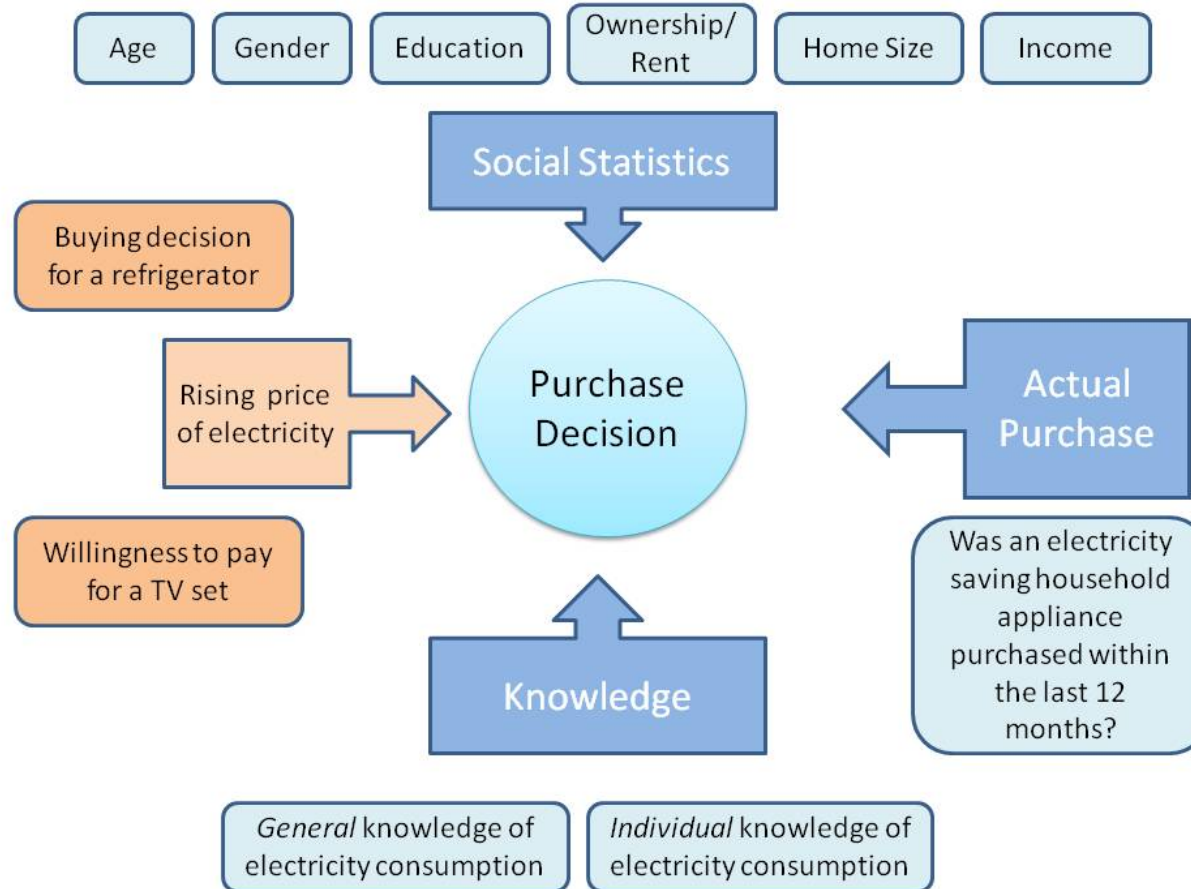 Age
Gender
Education
Ownership/
Rent
Home Size
Income
Social Statistics
Buying decision
for a refrigerator
Rising price
of electricity
Willingness to pay
for a TV set
Purchase
Decision
Actual
Purchase
Was an electricity
saving household
appliance
purchased within
the last 12
months?
Knowledge
General knowledge of
electricity consumption
Individual knowledge of
electricity consumption